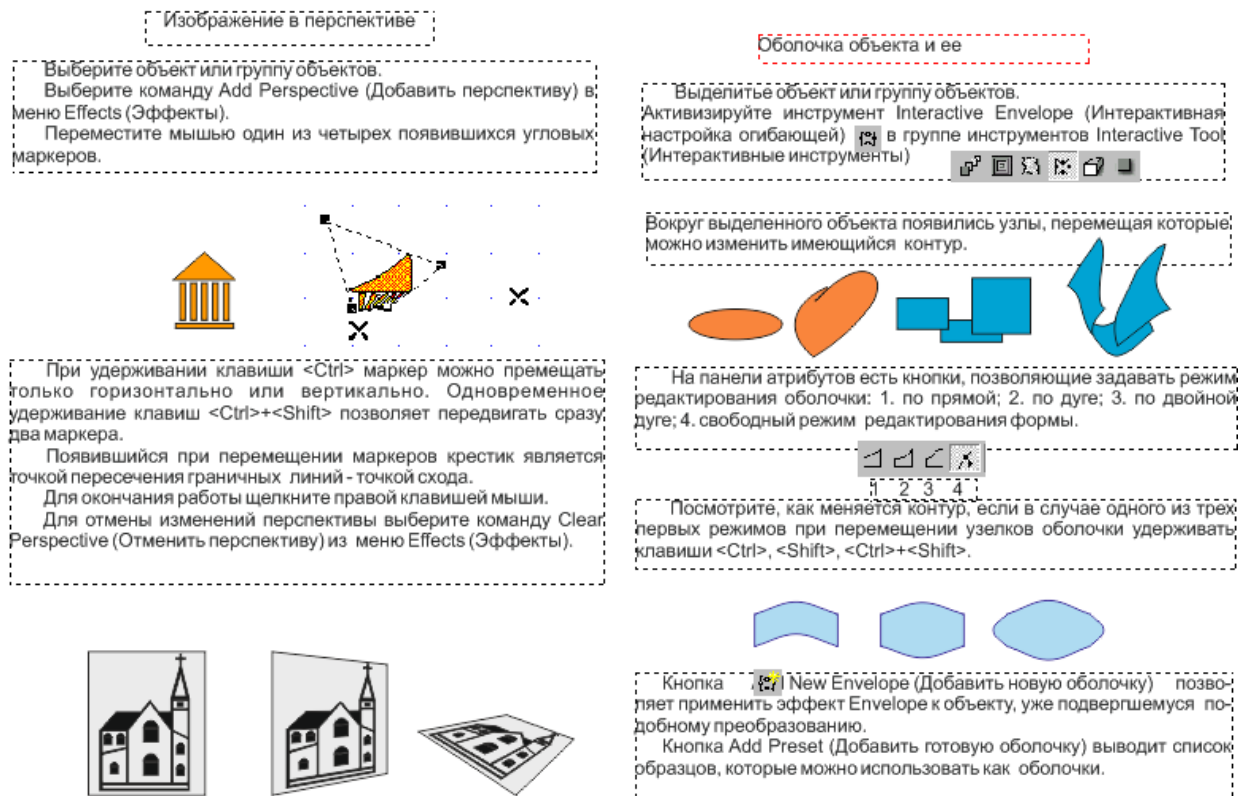 Изображение в перспективе
Выберите объект или группу объектов.
Выберите команду Add Perspective (Добавить перспективу) в
меню Effects (Эффекты).
Переместите мышью один из четырех появившихся угловых
маркеров.
При удерживании клавиши <Ctrl> маркер можно премещать
только горизонтально или вертикально. Одновременное
удерживание клавиш <Ctrl>+<Shift> позволяет передвигать сразу
два маркера.
Появившийся при перемещении маркеров крестик является
точкой пересечения граничных линий - точкой схода.
Для окончания работы щелкните правой клавишей мыши.
Для отмены изменений перспективы выберите команду Clear
Perspective (Отменить перспективу) из меню Effects (Эффекты).
Оболочка объекта и ее
Выделитье объект или группу объектов.
Активизируйте инструмент Interactive Envelope (Интерактивная
настройка огибающей) в группе инструментов Interactive Tool
(Интерактивные инструменты)
Вокруг выделенного объекта появились узлы, перемещая которые
можно изменить имеющийся контур.
На панели атрибутов есть кнопки, позволяющие задавать режим
редактирования оболочки: 1. по прямой; 2. по дуге; 3. по двойной
дуге; 4. свободный режим редактирования формы.
1 2 3 4
Посмотрите, как меняется контур, если в случае одного из трех
первых режимов при перемещении узелков оболочки удерживать
клавиши <Ctrl>, <Shift>, <Ctrl>+<Shift>.
Кнопка New Envelope (Добавить новую оболочку) позво-
ляет применить эффект Envelope к объекту, уже подвергшемуся по-
добному преобразованию.
Кнопка Add Preset (Добавить готовую оболочку) выводит список
образцов, которые можно использовать как оболочки.